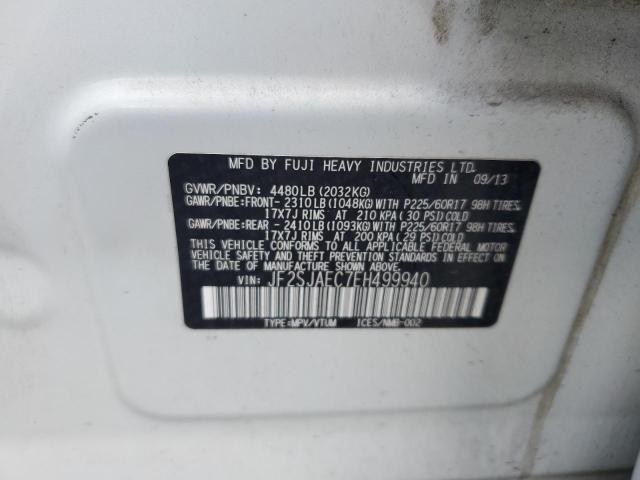 MFD BY FUJI HEAVY INDUSTRIES LTD.
MFD IN 09/13
GVWR/PNBV: 4480LB (2032KG)
GAWR/PNBE:FRONT- 2310LB (1048KG)WITH P225/60R17 98H TIRES,
17X7J RIMS AT 210 KPA (30 PSI)COLD
GAWR/PNBE:REAR - 2410LB (1093KG)WITH P225/60R17 98H TIRES,
17X7J RIMS AT 200 KPA (29 PSI)COLD
THIS VEHICLE CONFORMS TO ALL APPLICABLE FEDERAL MOTOR
VEHICLE SAFETY AND THEFT PREVENTION STANDARDS IN EFFECT
ON THE DATE OF MANUFACTURE SHOWN ABOVE.
VIN: JF2SJAEC7EH499940
TYPE:MPV/VTUM ICES/NMB-002